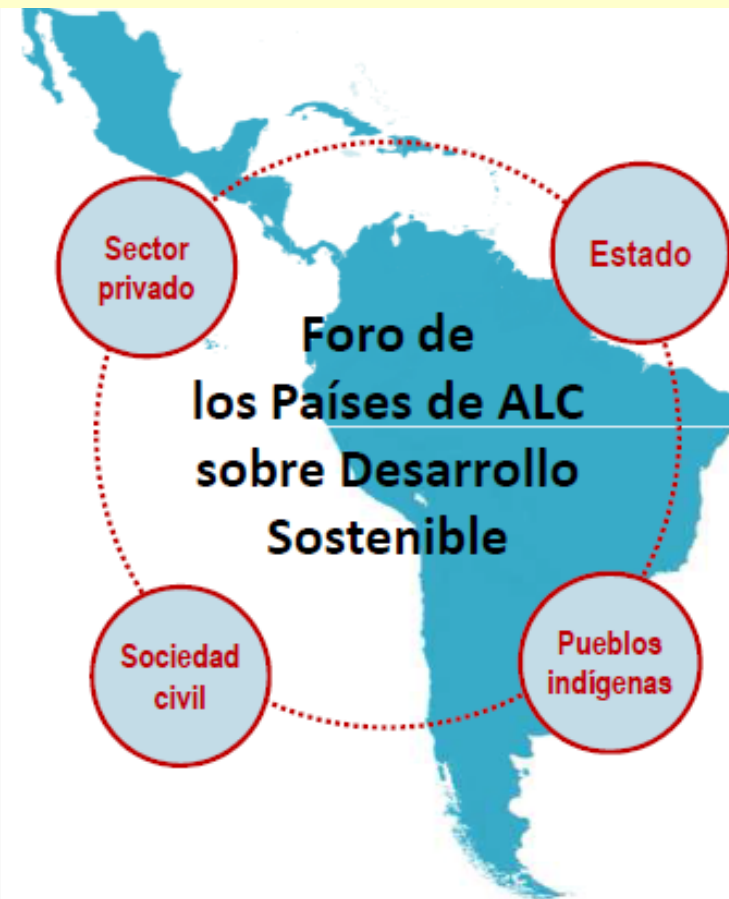 Sector
privado
Estado
Foro de
los Países de ALC
sobre Desarrollo
Sostenible
Sociedad
civil
Pueblos
indígenas